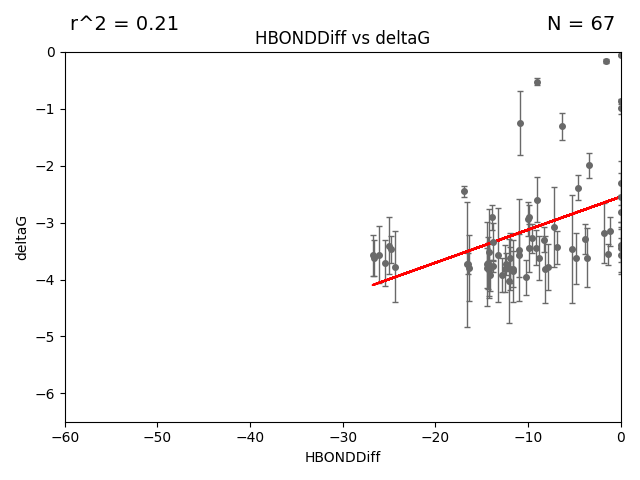 r^2 = 0.21
N = 67
HBONDDiff vs deltaG
0
−1
−2
−3
−4
−5
−6
deltaG
−60
−50
−40
−30
−20
−10
0
HBONDDiff